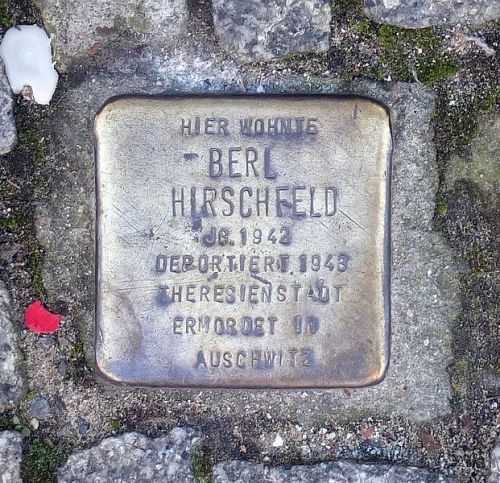 HIER WOHNTE
BERL
HIRSCHFELD
JG. 1942
DEPORTIERT 1943
THERESIENSTADT
ERMORDET IN
AUSCHWITZ